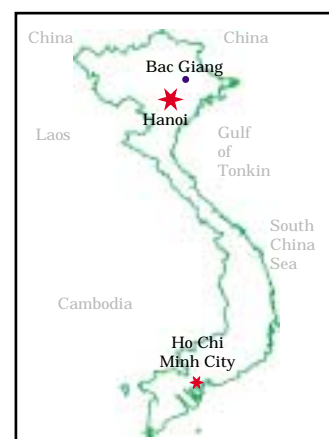 China
China
Bac Giang
Hanoi
Laos
Gulf
of
Tonkin
South
China
Sea
Cambodia
Ho Chi
Minh City